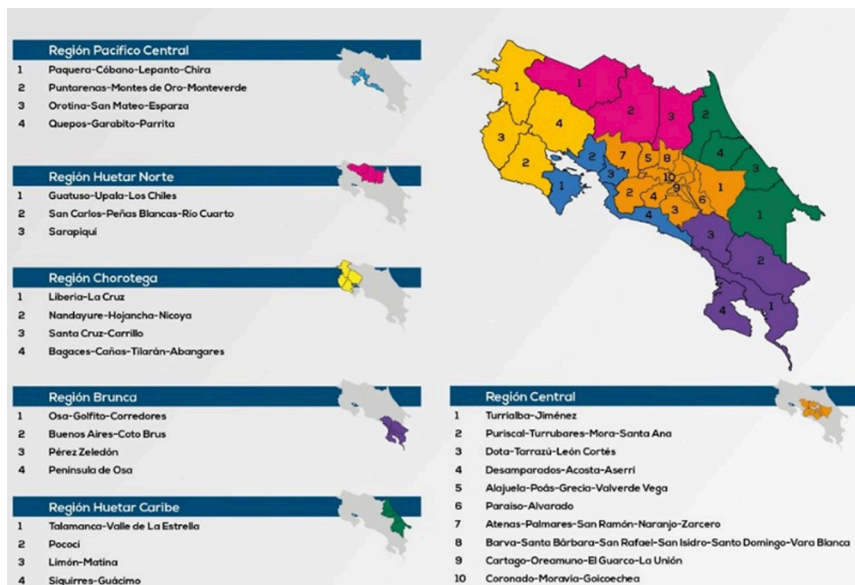 Región Pacífico Central
1 Paquera-Cóbano-Lepanto-Chira
2 Puntarenas-Montes de Oro-Monteverde
3 Orotina-San Mateo-Esparza
4 Quepos-Garabito-Parrita
Región Huetar Norte
1 Guatuso-Upala-Los Chiles
2 San Carlos-Peñas Blancas-Río Cuarto
3 Sarapiquí
Región Chorotega
1 Liberia-La Cruz
2 Nandayure-Hojancha-Nicoya
3 Santa Cruz-Carrillo
4 Bagaces-Cañas-Tilarán-Abangares
Región Brunca
1 Osa-Golfito-Corredores
2 Buenos Aires-Coto Brus
3 Pérez Zeledón
4 Península de Osa
Región Huetar Caribe
1 Talamanca-Valle de La Estrella
2 Pococí
3 Limón-Matina
4 Siquirres-Guácimo
1
1
2
3
2
4
3
2
7
5
8
4
3
2
3
10
9
1
1
2
4
6
3
4
1
3
2
4
1
Región Central
1 Turrialba-Jiménez
2 Puriscal-Turrubares-Mora-Santa Ana
3 Dota-Tarrazú-León Cortés
4 Desamparados-Acosta-Aserrí
5 Alajuela-Poás-Grecia-Valverde Vega
6 Paraíso-Alvarado
7 Atenas-Palmares-San Ramón-Naranjo-Zarcero
8 Barva-Santa Bárbara-San Rafael-San Isidro-Santo Domingo-Vara Blanca
9 Cartago-Oreamuno-El Guarco-La Unión
10 Coronado-Moravia-Goicoechea